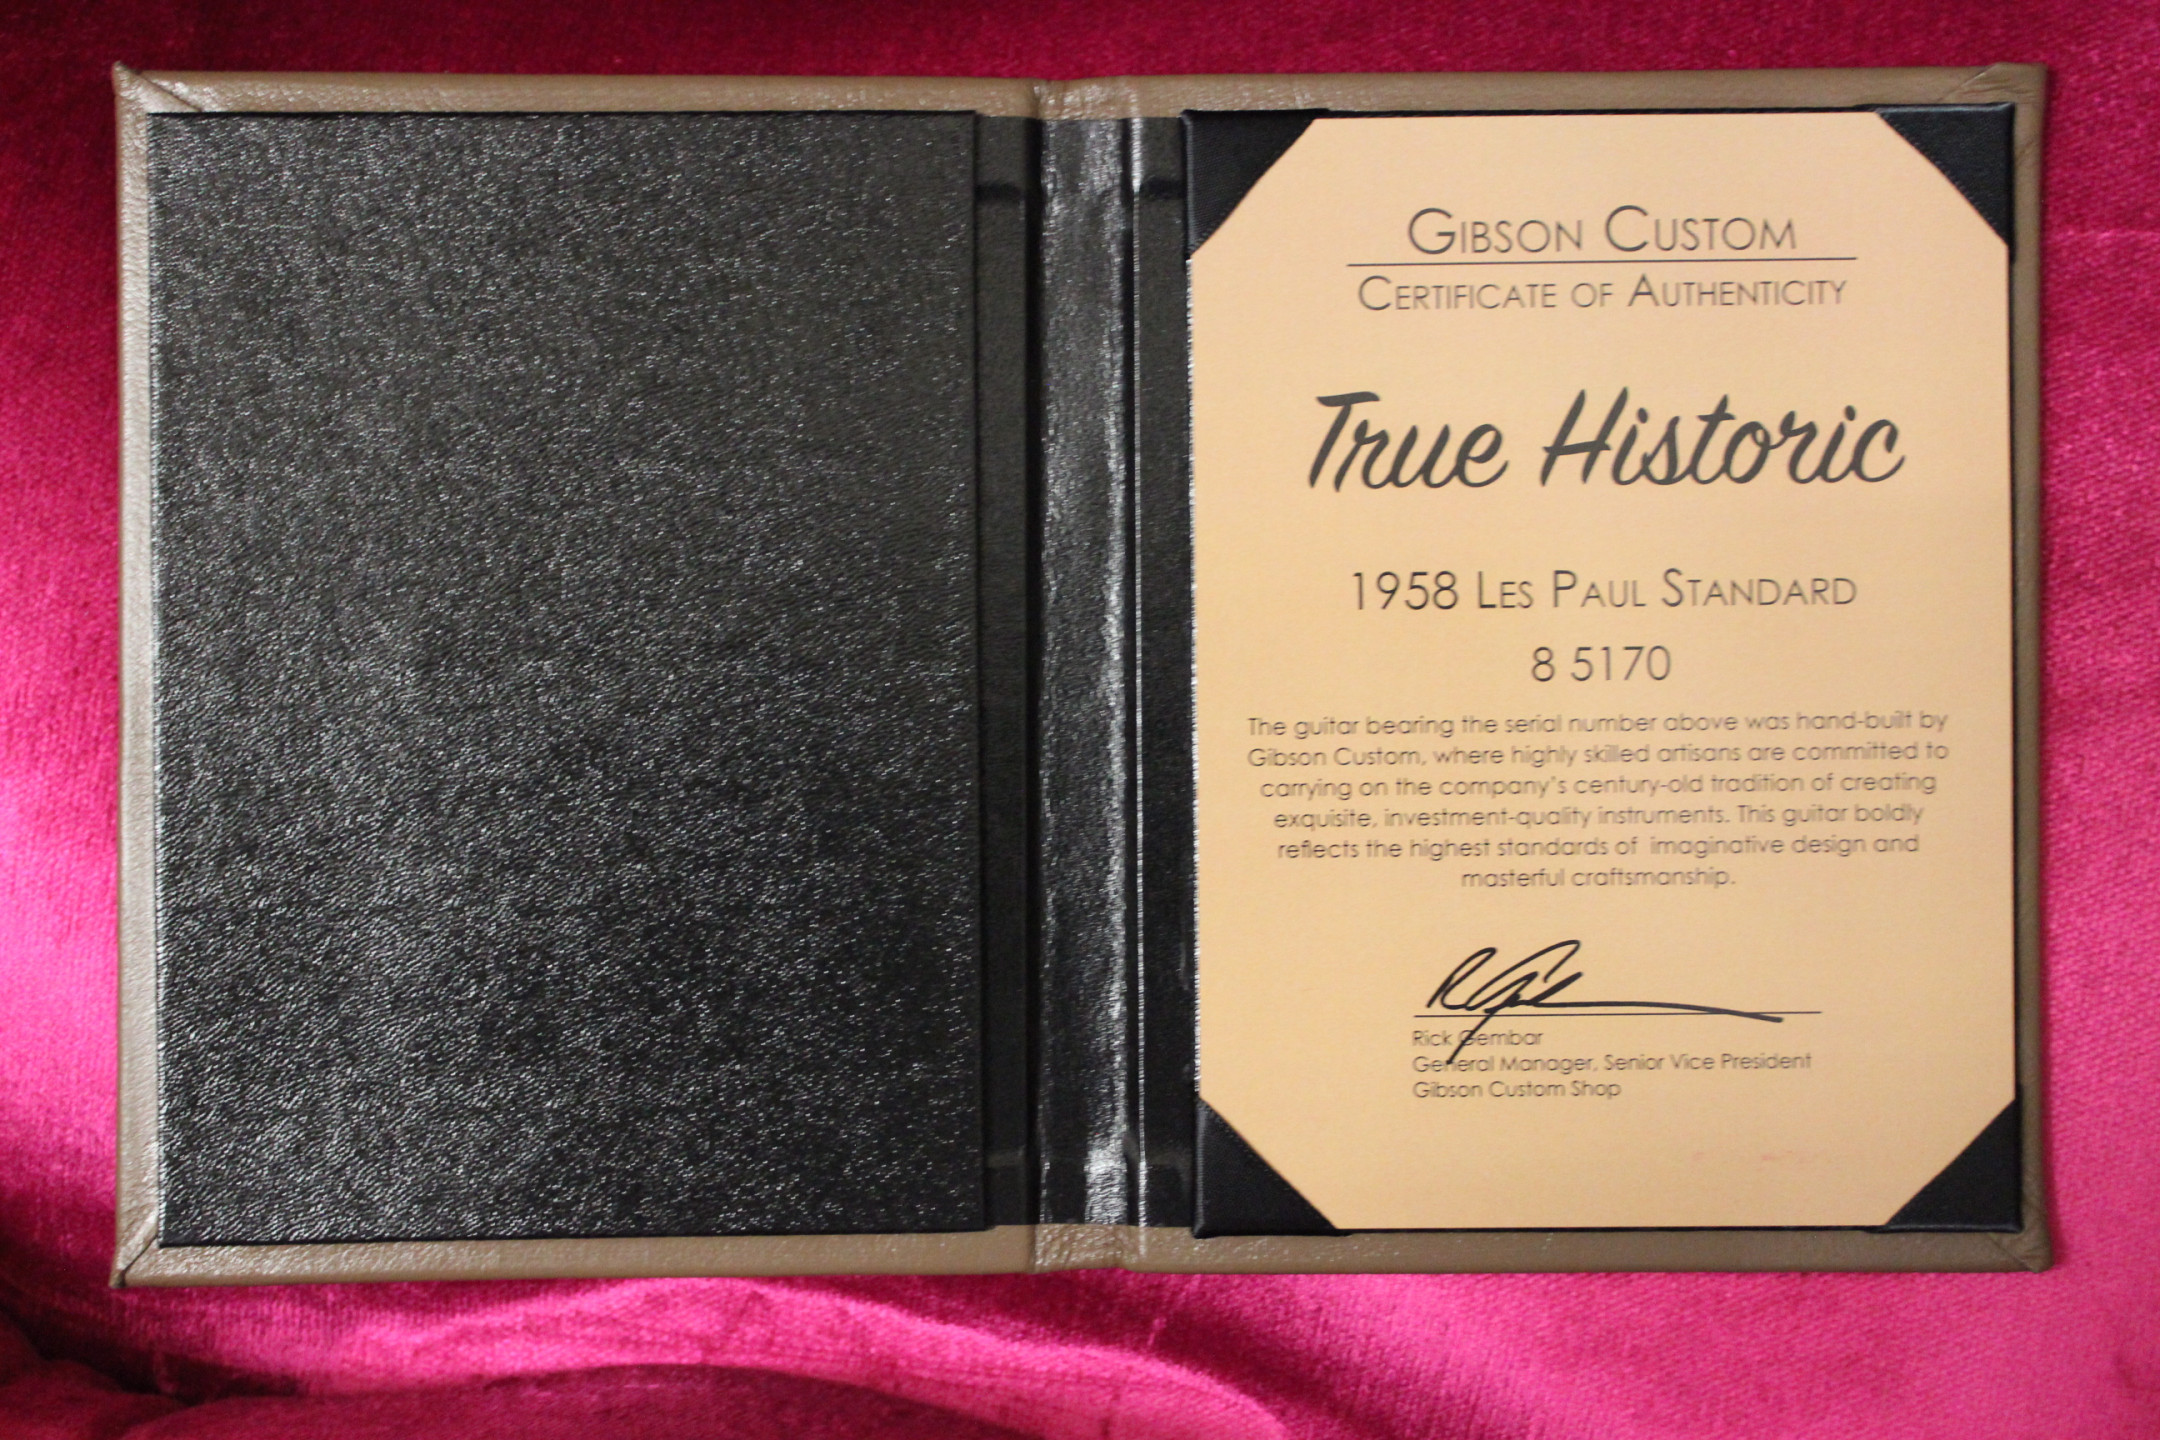 GIBSON CUSTOM
CERTIFICATE OF AUTHENTICITY
True Historic
1958 LES PAUL STANDARD
8 5170
The guitar bearing the serial number above was hand-built by
Gibson Custom, where highly skilled artisans are committed to
carrying on the company's century-old tradition of creating
exquisite, investment-quality instruments. This guitar boldly
reflects the highest standards of imaginative design and
masterful craftsmanship.
Rick Gembar
General Manager, Senior Vice President
Gibson Custom Shop